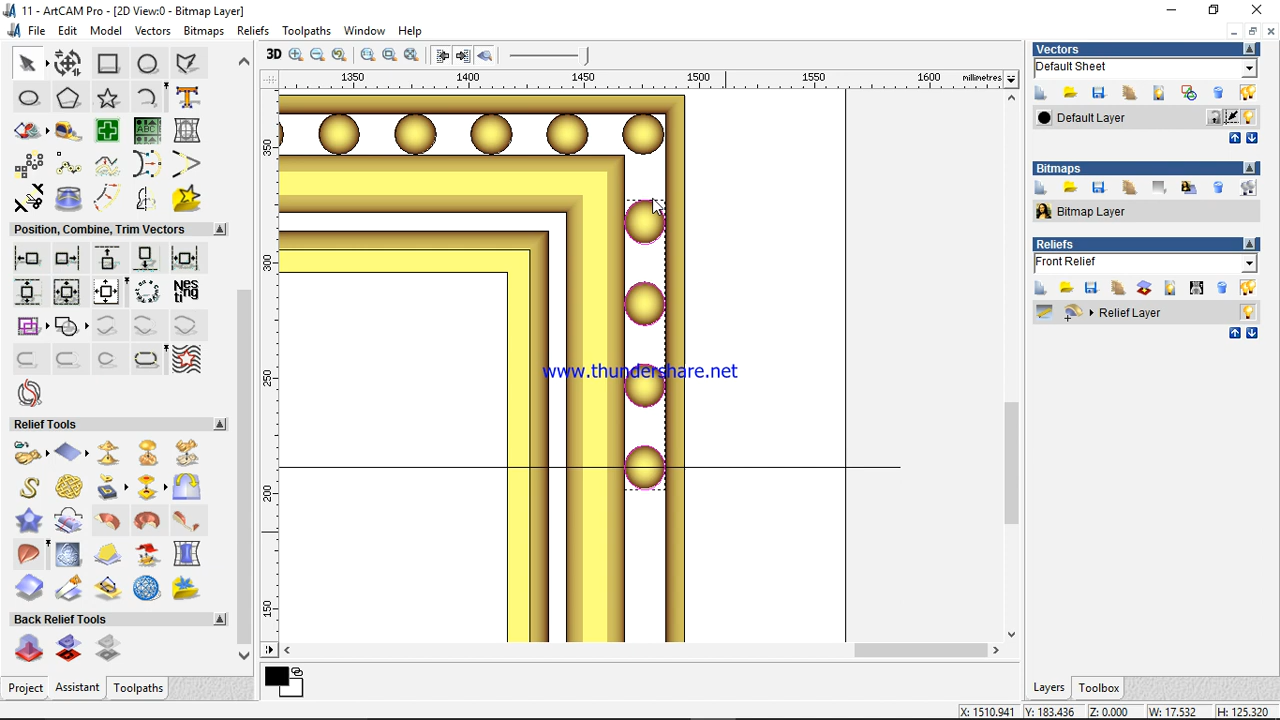 11 - ArtCAM Pro - [2D View:0 - Bitmap Layer]
File Edit Model Vectors Bitmaps Reliefs Toolpaths Window Help
3D
1350 1400 1450 1500 1550 1600 millimetres
350
300
250
200
150
ABC
Position, Combine, Trim Vectors
Nes
ting
Relief Tools
Back Relief Tools
Project Assistant Toolpaths
www.thundershare.net
Vectors
Default Sheet
Default Layer
Bitmaps
Bitmap Layer
Reliefs
Front Relief
Relief Layer
Layers Toolbox
X: 1510.941 Y: 183.436 Z: 0.000 W: 17.532 H: 125.320